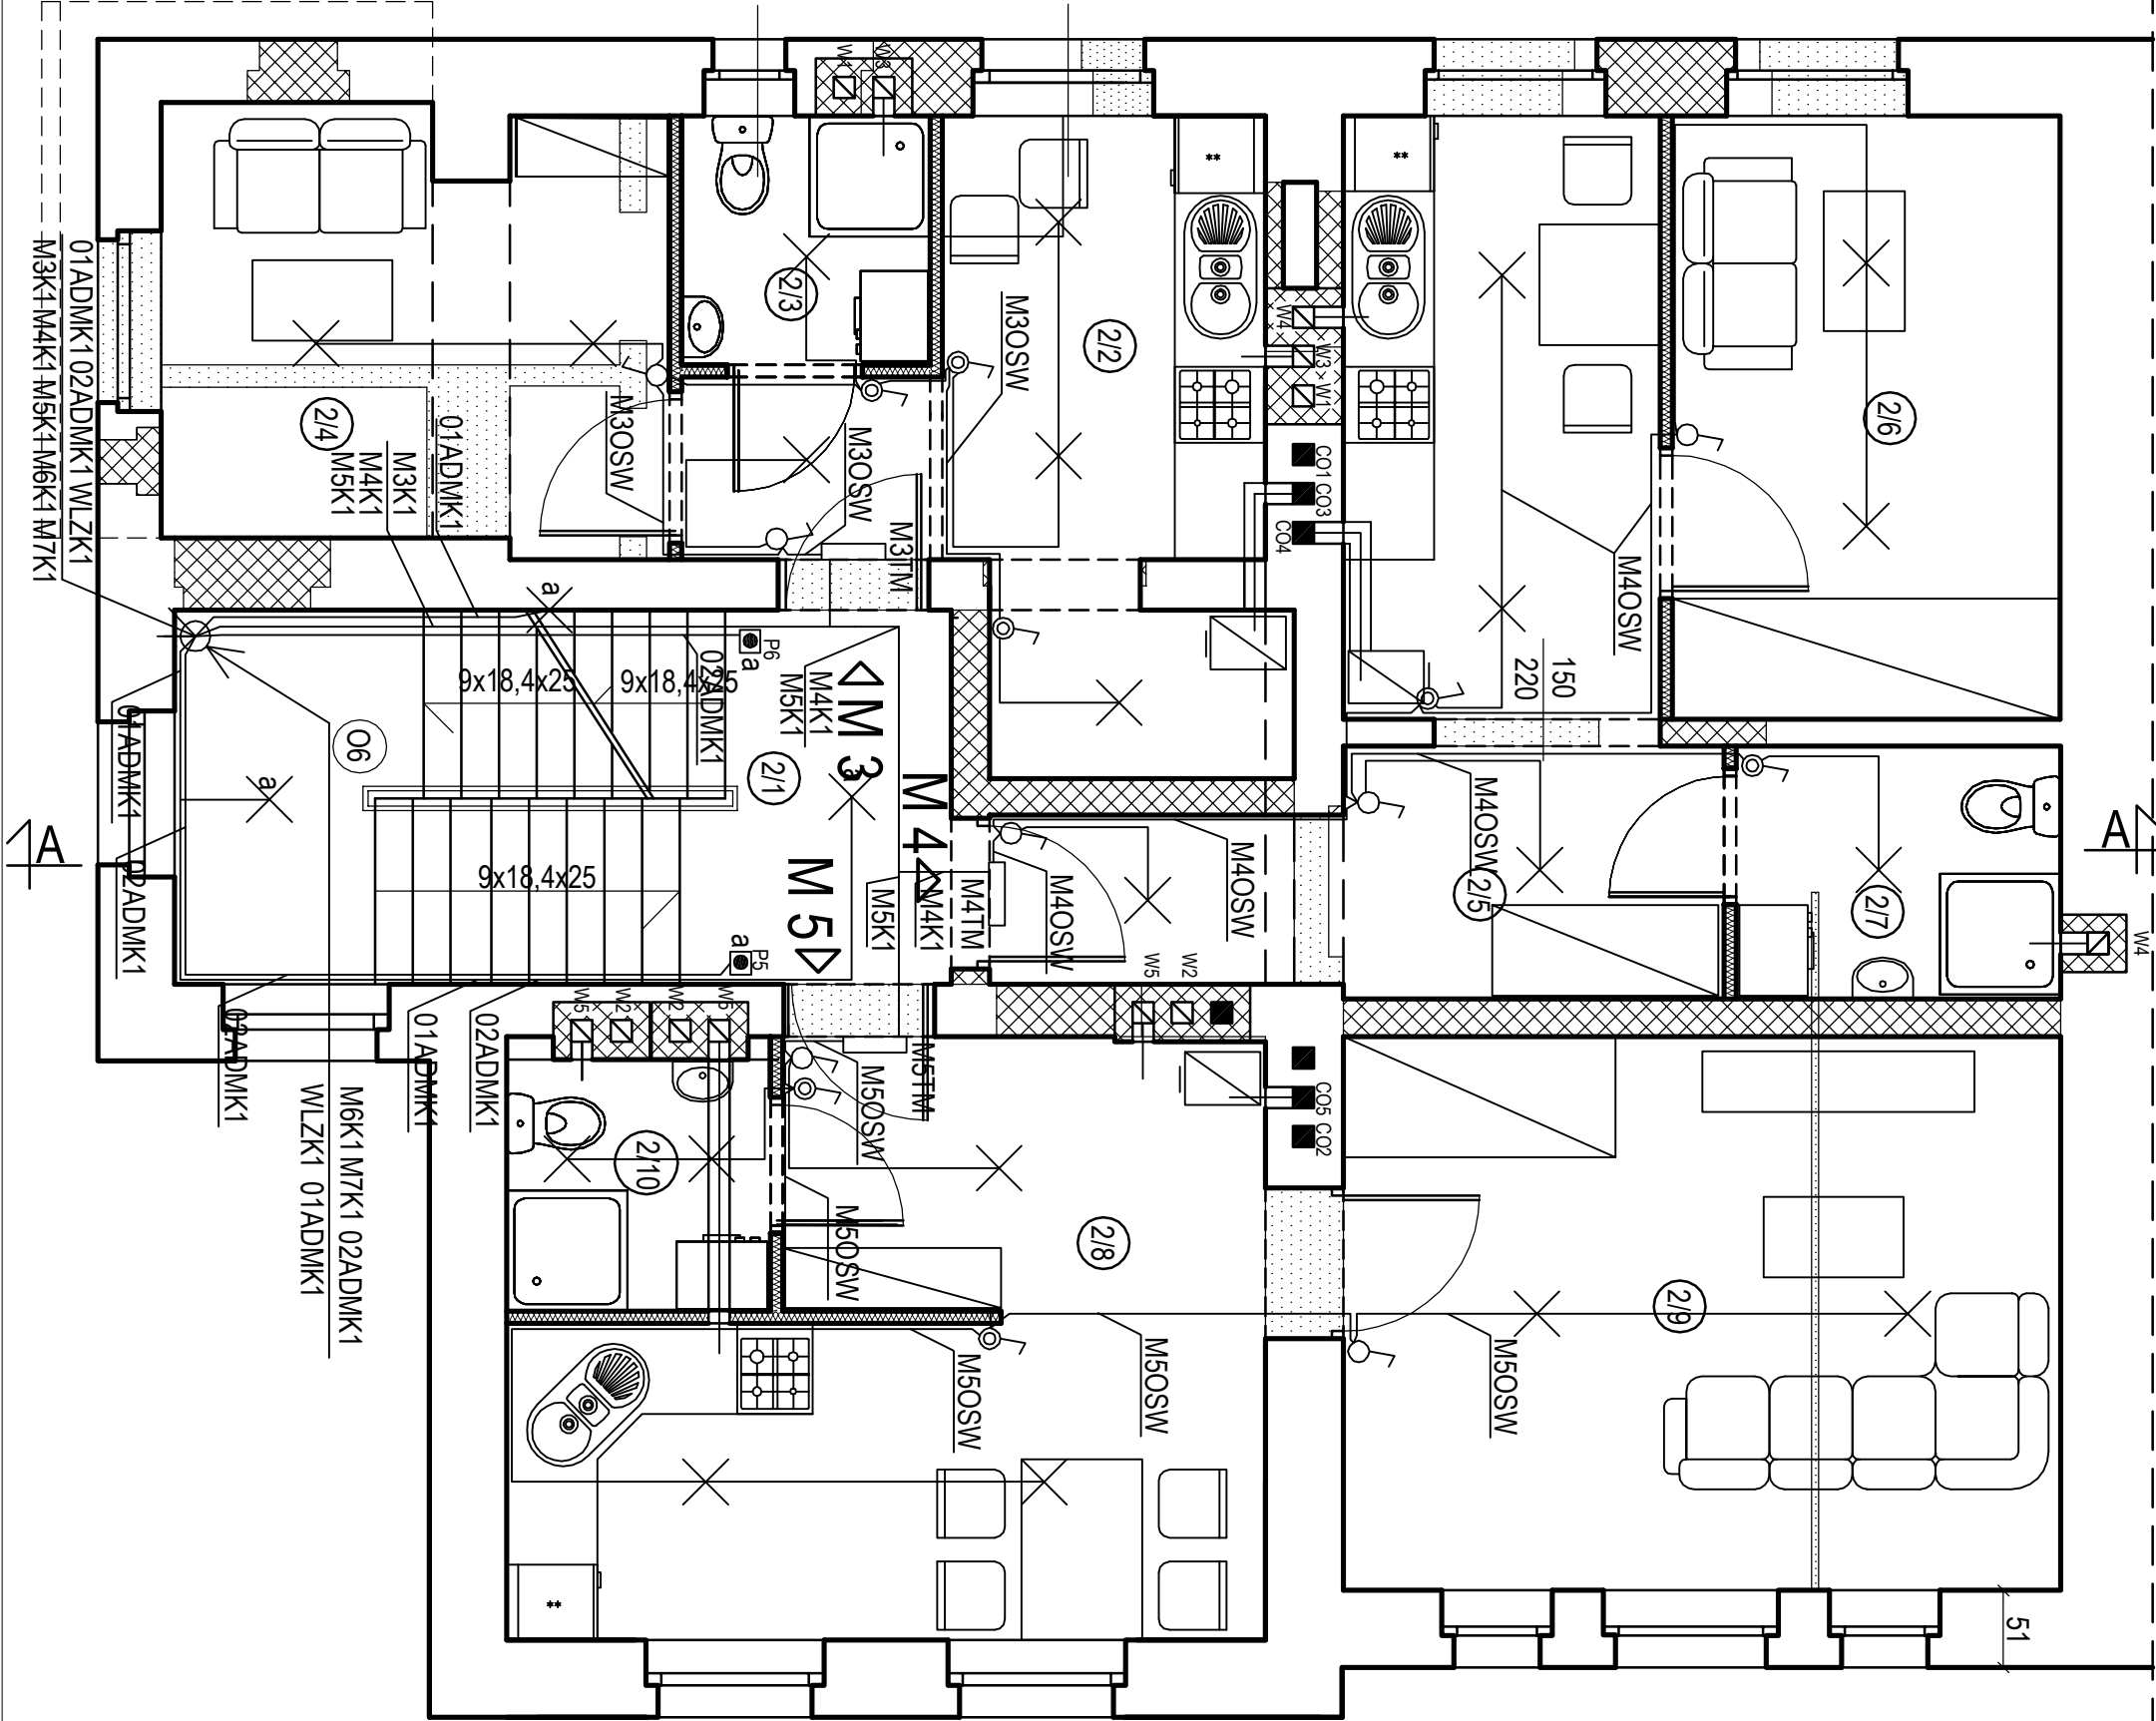 W1
W3
2/3
2/2
M3OSW
**
**
W4
W3
W1
CO1
CO3
CO4
2/6
M4OSW
150
220
01ADMK1 02ADMK1 WLZK1
M3K1 M4K1 M5K1 M6K1 M7K1
2/4
01ADMK1
M3K1
M4K1
M5K1
M3OSW
M3OSW
M3TM
a
P6
a
9x18,4x25
9x18,4x25
02ADMK1
M4K1
M5K1
M 3
O6
2/1
a
a
M 4
01ADMK1
02ADMK1
9x18,4x25
M 5
M5K1
M4K1
M4TM
M4OSW
M4OSW
M4OSW
2/5
2/7
W4
A
A
a
P5
W5
W2
W2
W5
W5
W2
02ADMK1
01ADMK1
02ADMK1
M6K1 M7K1 02ADMK1
WLZK1 01ADMK1
M5TM
M5OSW
2/10
M5OSW
2/8
CO5
CO2
2/9
M5OSW
M5OSW
M5OSW
**
51